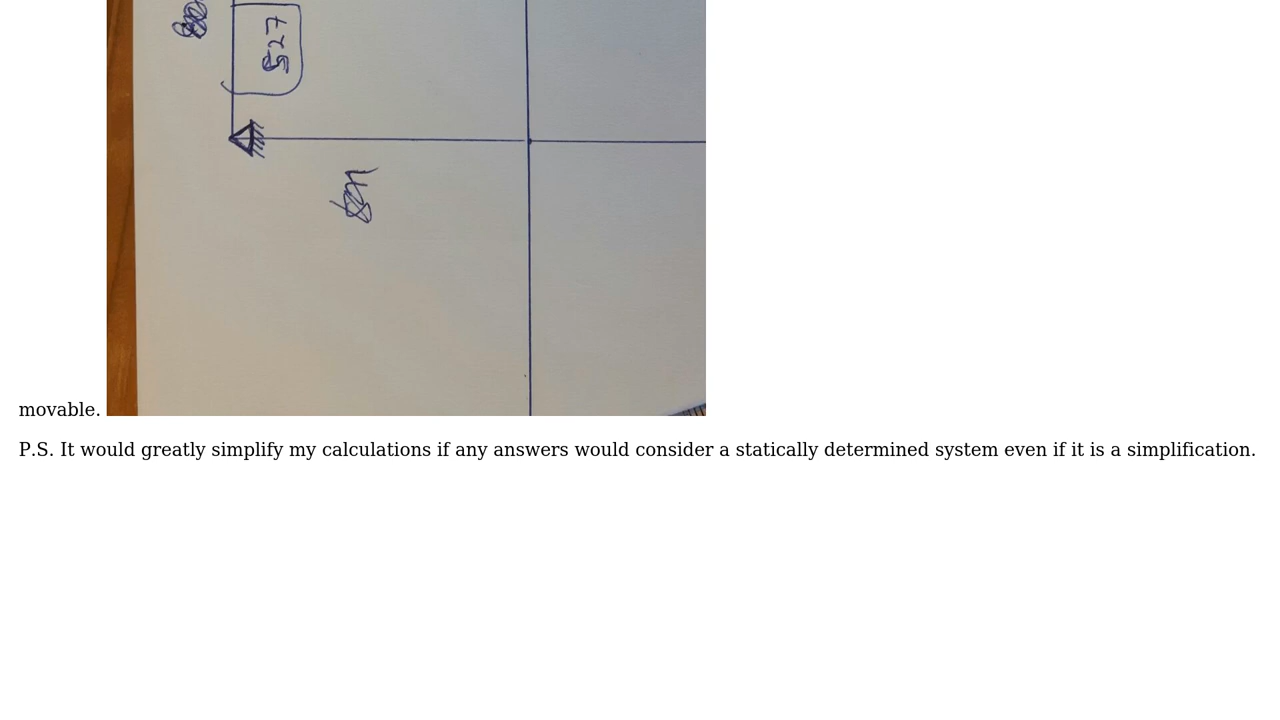 527
movable.
P.S. It would greatly simplify my calculations if any answers would consider a statically determined system even if it is a simplification.